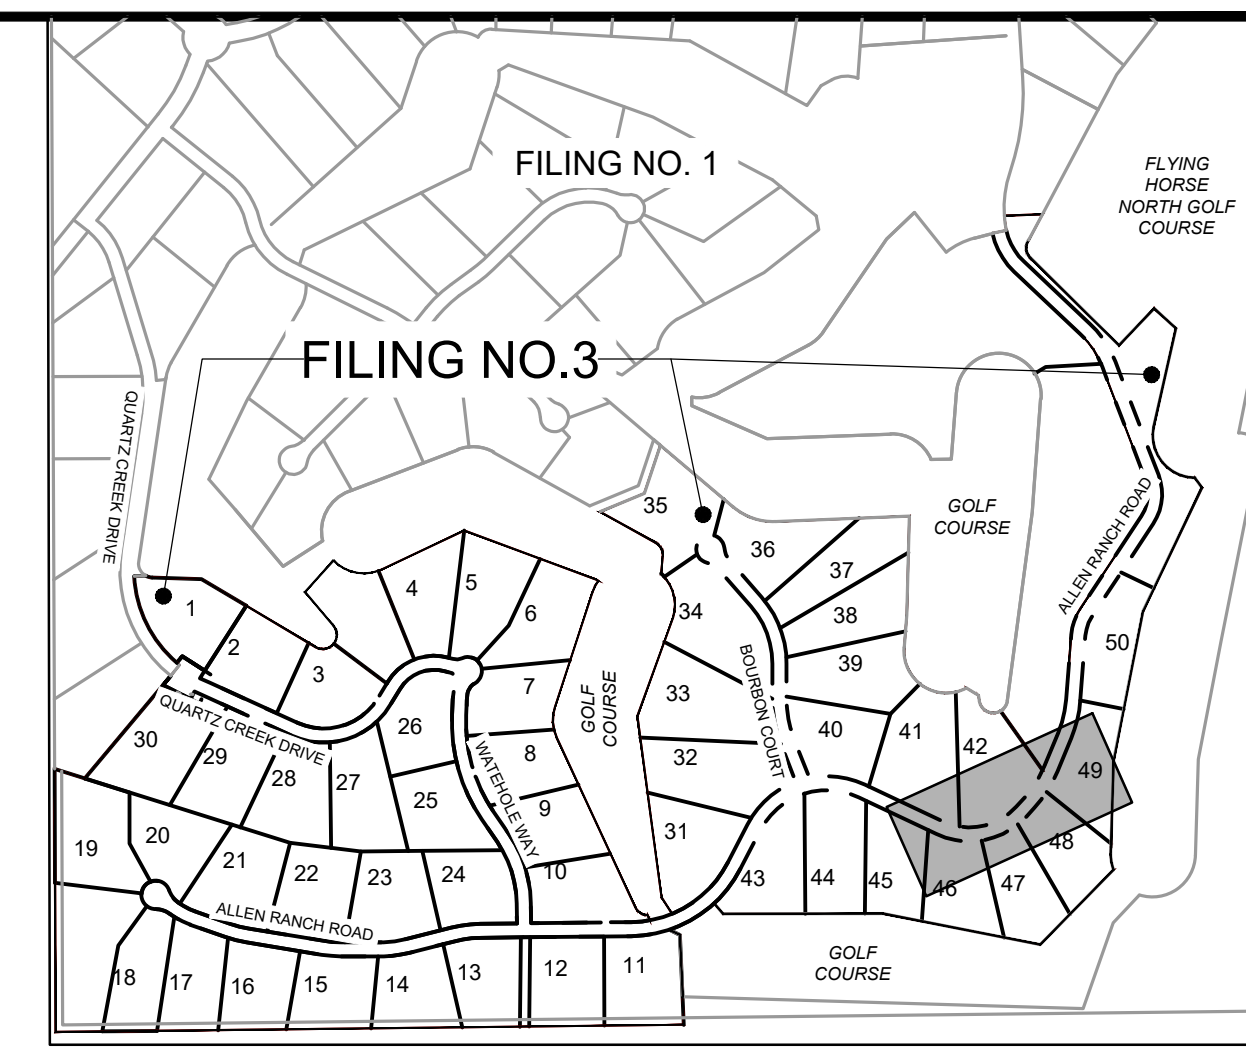 FILING NO. 1
FLYING
HORSE
NORTH GOLF
COURSE
FILING NO.3
QUARTZ CREEK DRIVE
35
36
37
38
39
GOLF
COURSE
ALLEN RANCH ROAD
50
1
2
3
4
5
6
7
8
9
10
GOLF
COURSE
34
33
32
31
BOURBON COURT
40
41
42
49
48
QUARTZ CREEK DRIVE
30
29
28
27
26
25
WATEHOLE WAY
19
20
21
22
23
24
43
44
45
46
47
ALLEN RANCH ROAD
18
17
16
15
14
13
12
11
GOLF
COURSE